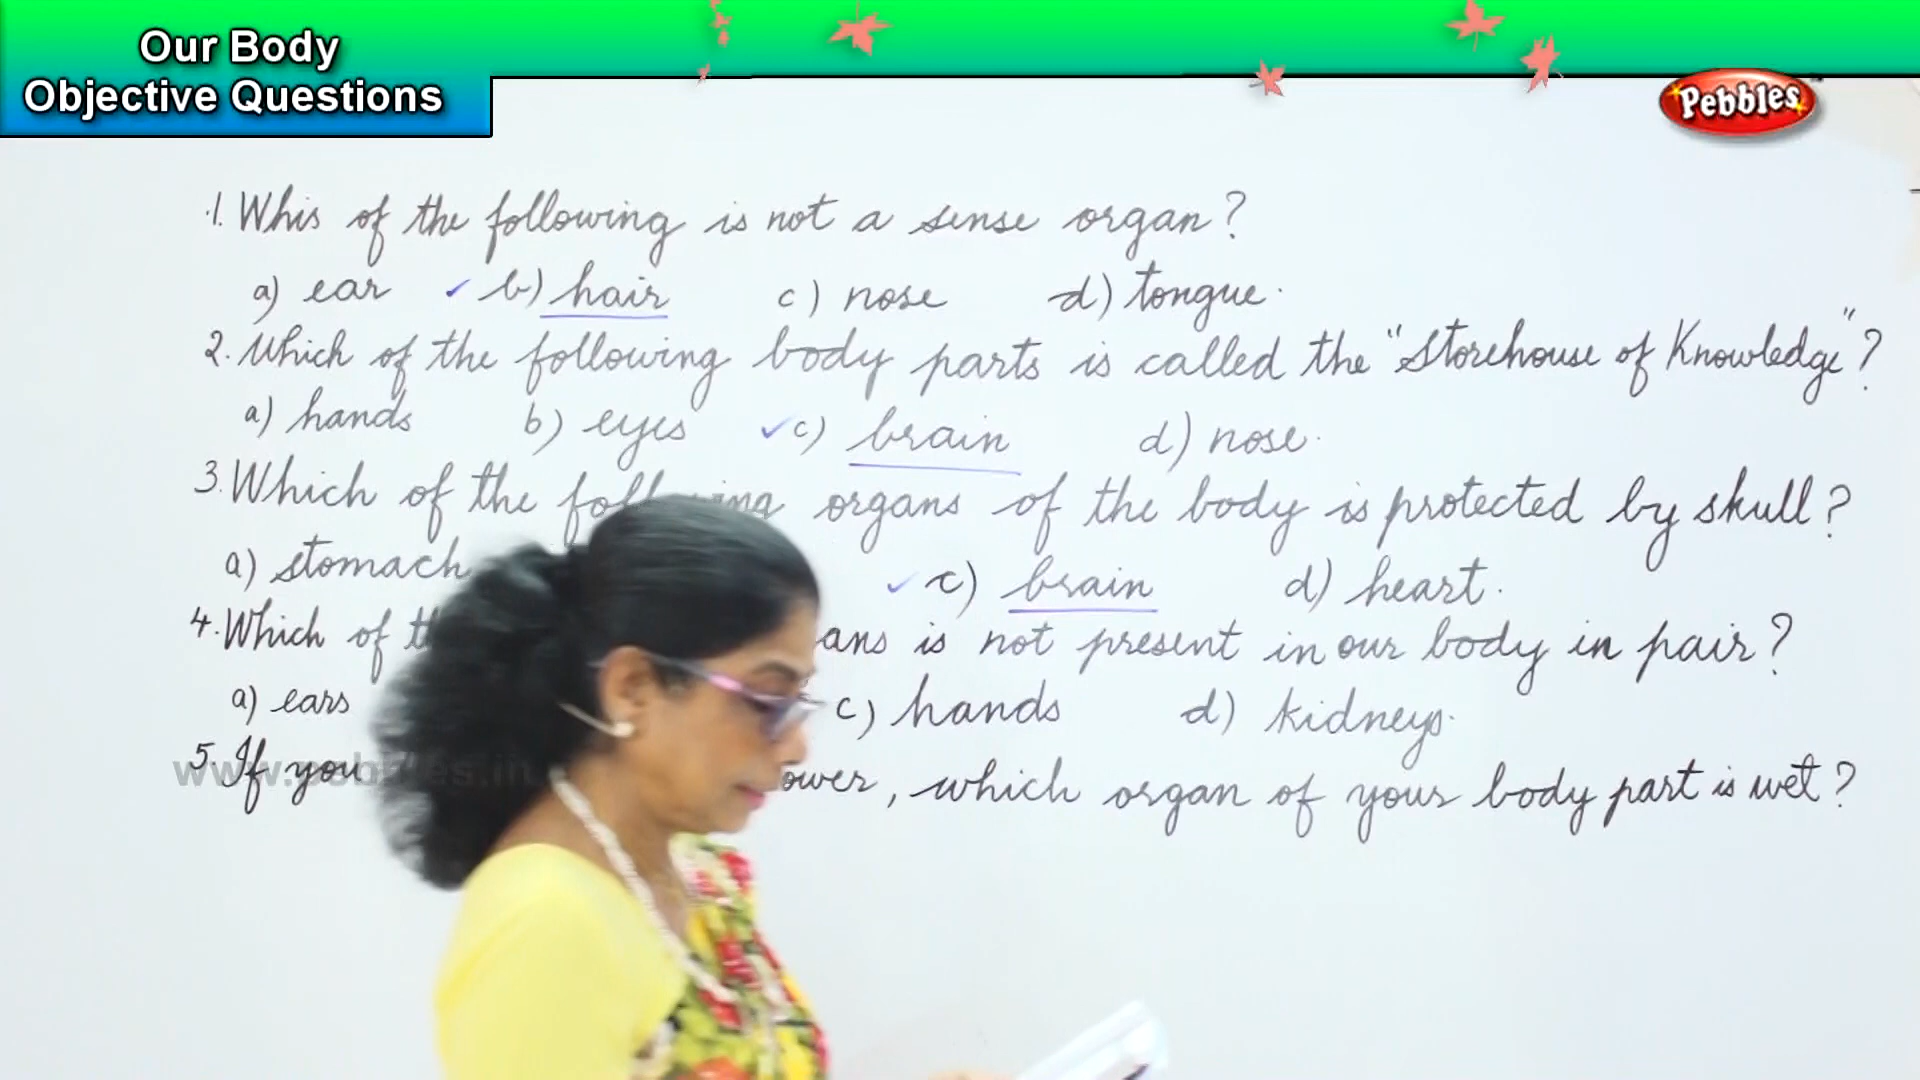 Our Body
Objective Questions
Pebbles
1. Whis of the following is not a sense organ?
a) ear ✓ b) hair c) nose d) tongue.
2. Which of the following body parts is called the "Storehouse of Knowledge"?
a) hands b) eyes ✓ c) brain d) nose.
3. Which of the following organs of the body is protected by skull?
a) stomach ✓ c) brain d) heart.
4. Which of is not present in our body in pair?
a) ears c) hands d) kidneys.
5. If you , which organ of your body part is wet?
www.pebbles.in